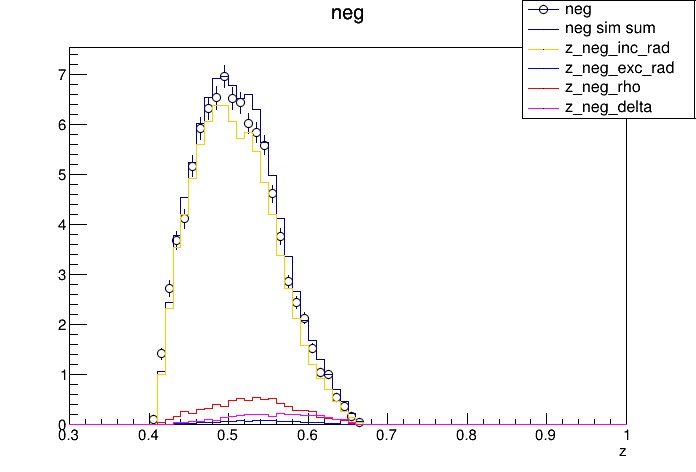 neg
neg
neg sim sum
z_neg_inc_rad
z_neg_exc_rad
z_neg_rho
z_neg_delta
7
6
5
4
3
2
1
0
0.3 0.4 0.5 0.6 0.7 0.8 0.9 1
z